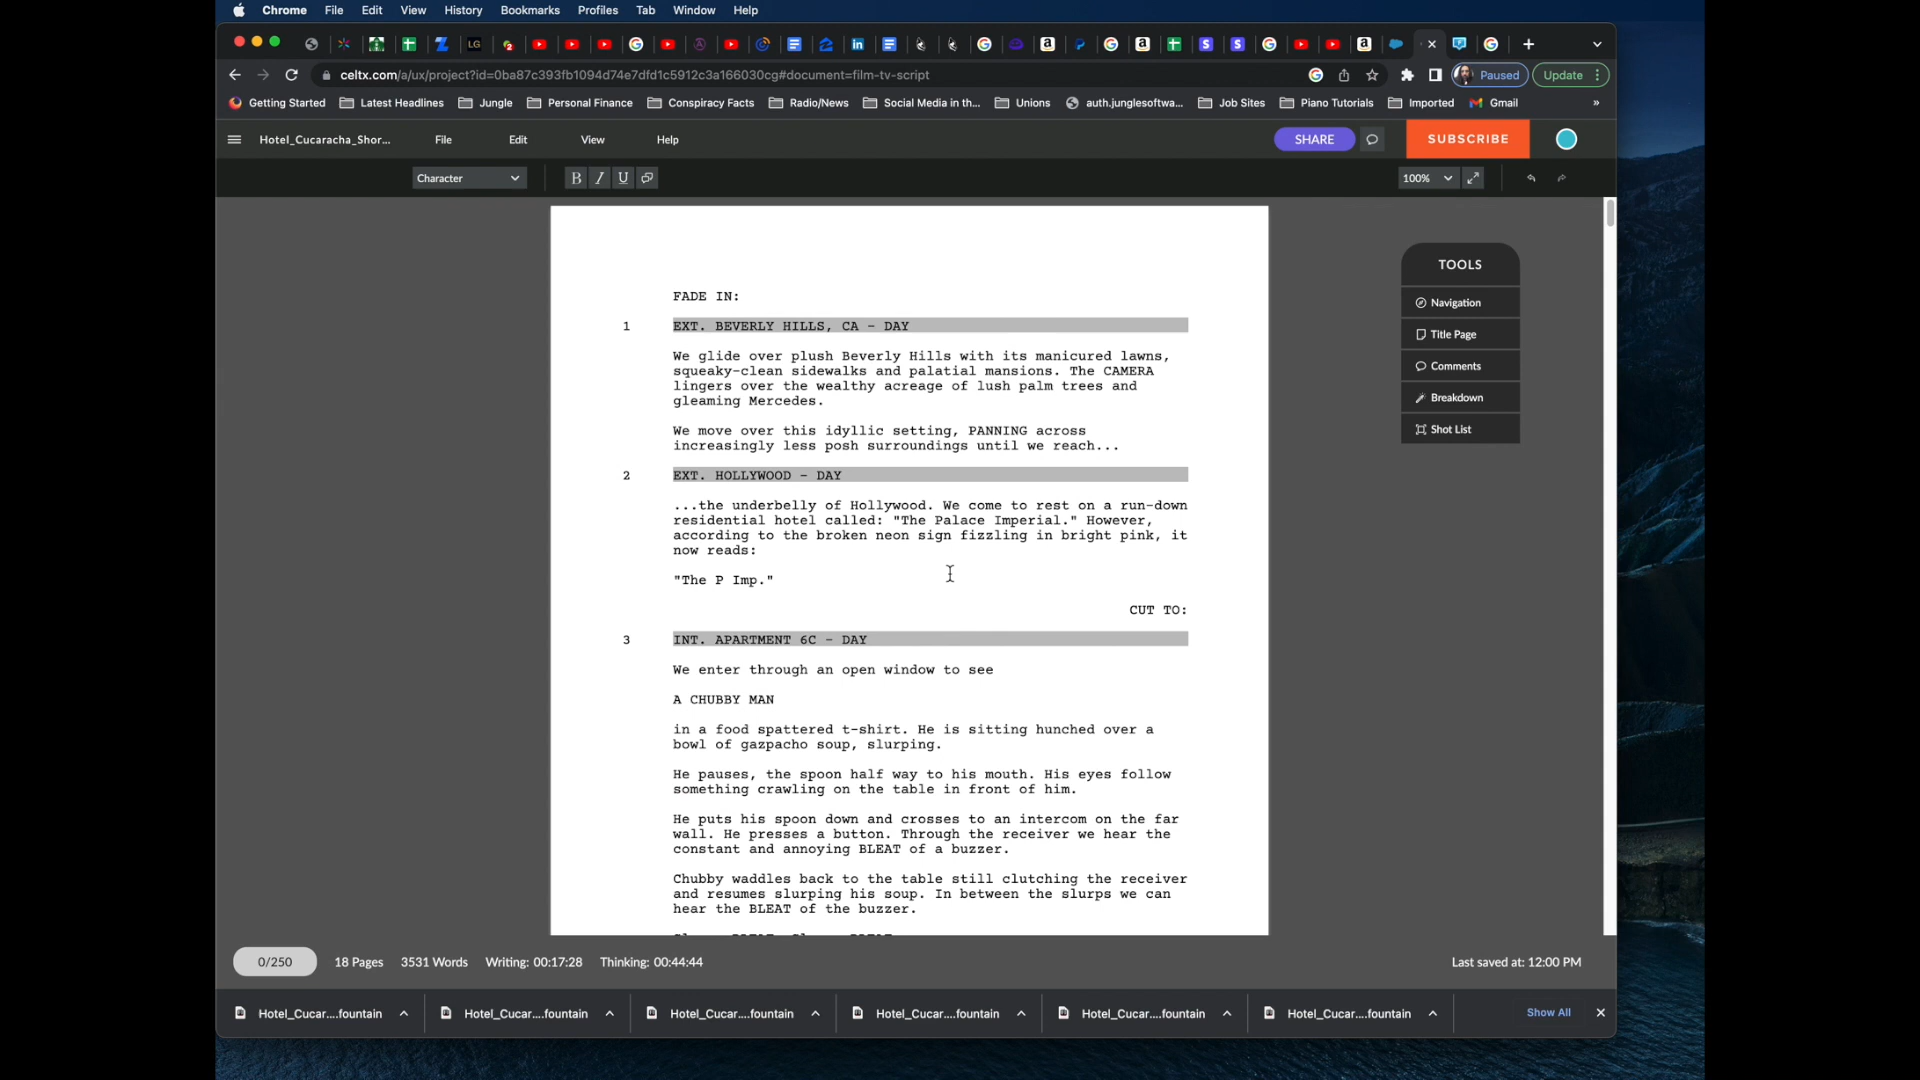 Chrome File Edit View History Bookmarks Profiles Tab Window Help
celtx.com/a/ux/project?id=0ba87c393fb1094d74e7dfd1c5912c3a166030cg#document=film-tv-script
Paused Update
Getting Started Latest Headlines Jungle Personal Finance Conspiracy Facts Radio/News Social Media in th... Unions auth.junglesoftwa... Job Sites Piano Tutorials Imported Gmail »
Hotel_Cucaracha_Shor... File Edit View Help SHARE SUBSCRIBE
Character B I U 100%
TOOLS
Navigation
Title Page
Comments
Breakdown
Shot List
FADE IN:
1 EXT. BEVERLY HILLS, CA - DAY
We glide over plush Beverly Hills with its manicured lawns,
squeaky-clean sidewalks and palatial mansions. The CAMERA
lingers over the wealthy acreage of lush palm trees and
gleaming Mercedes.
We move over this idyllic setting, PANNING across
increasingly less posh surroundings until we reach...
2 EXT. HOLLYWOOD - DAY
...the underbelly of Hollywood. We come to rest on a run-down
residential hotel called: "The Palace Imperial." However,
according to the broken neon sign fizzling in bright pink, it
now reads:
"The P Imp."
CUT TO:
3 INT. APARTMENT 6C - DAY
We enter through an open window to see
A CHUBBY MAN
in a food spattered t-shirt. He is sitting hunched over a
bowl of gazpacho soup, slurping.
He pauses, the spoon half way to his mouth. His eyes follow
something crawling on the table in front of him.
He puts his spoon down and crosses to an intercom on the far
wall. He presses a button. Through the receiver we hear the
constant and annoying BLEAT of a buzzer.
Chubby waddles back to the table still clutching the receiver
and resumes slurping his soup. In between the slurps we can
hear the BLEAT of the buzzer.
0/250 18 Pages 3531 Words Writing: 00:17:28 Thinking: 00:44:44 Last saved at: 12:00 PM
Hotel_Cucar....fountain Hotel_Cucar....fountain Hotel_Cucar....fountain Hotel_Cucar....fountain Hotel_Cucar....fountain Hotel_Cucar....fountain Show All